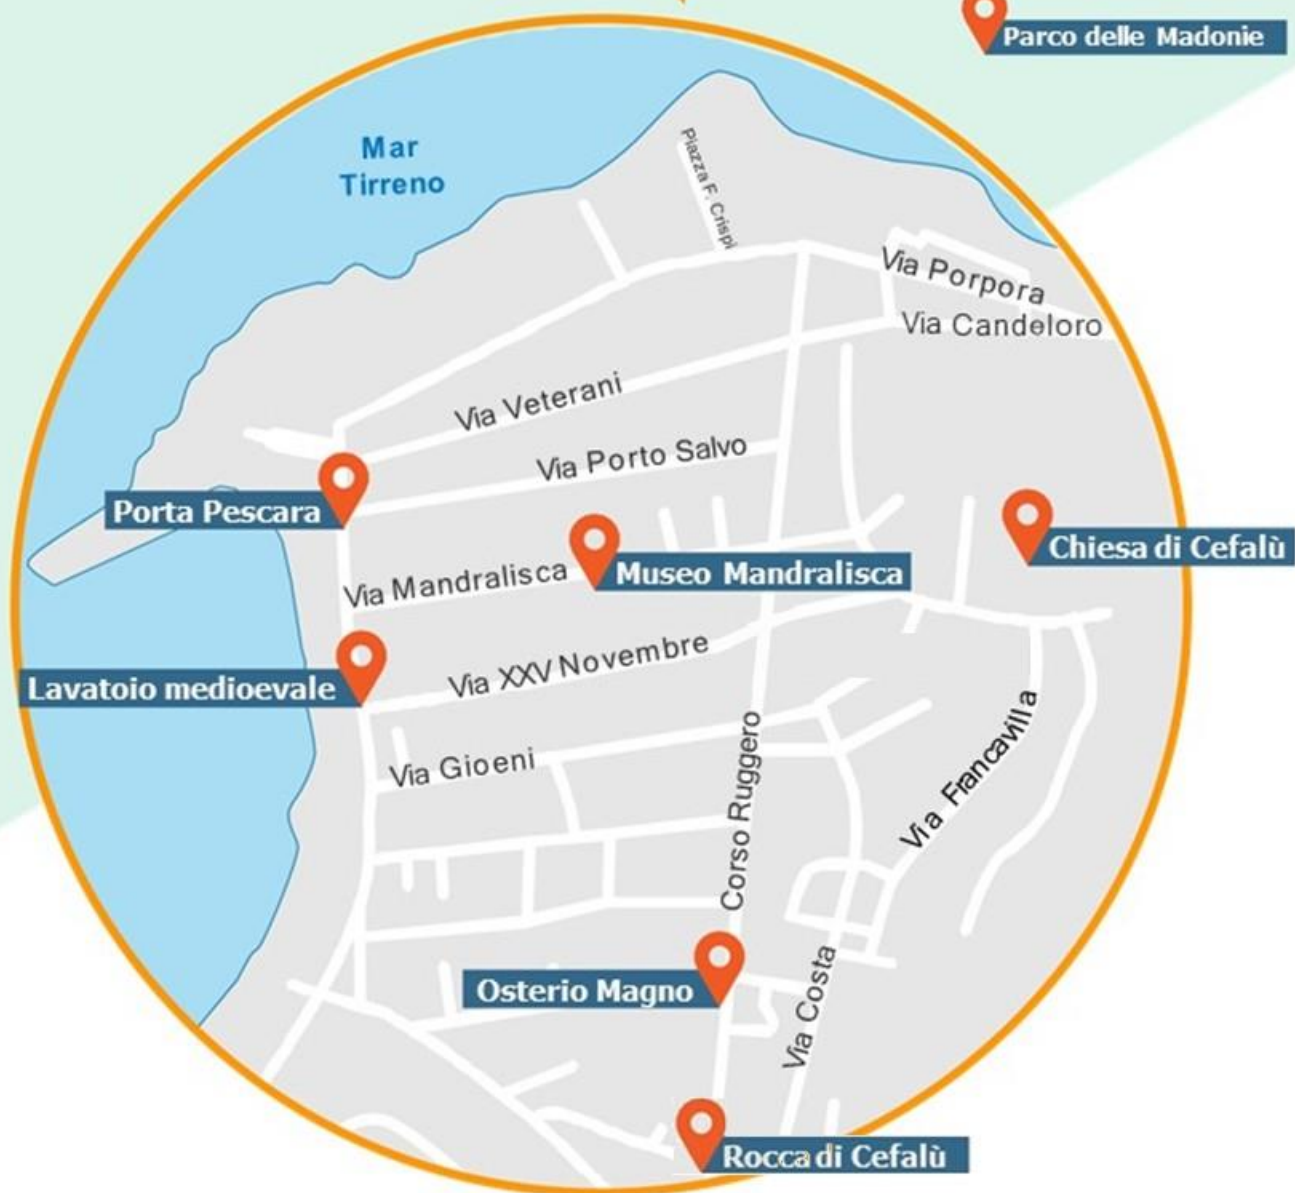 Parco delle Madonie
Mar
Tirreno
Piazza F. Crispi
Via Porpora
Via Candeloro
Via Veterani
Via Porto Salvo
Porta Pescara
Chiesa di Cefalù
Via Mandralisca
Museo Mandralisca
Via XXV Novembre
Lavatoio medioevale
Via Gioeni
Corso Ruggero
Via Francavilla
Osterio Magno
Via Costa
Rocca di Cefalù